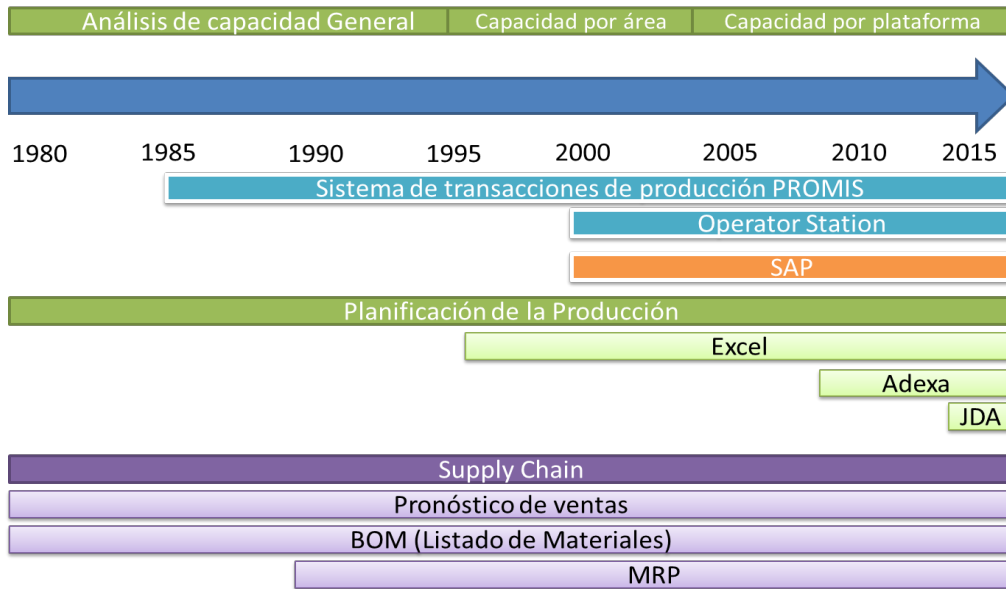 Análisis de capacidad General
Capacidad por área
Capacidad por plataforma
1980
1985
1990
1995
2000
2005
2010
2015
Sistema de transacciones de producción PROMIS
Operator Station
SAP
Planificación de la Producción
Excel
Adexa
JDA
Supply Chain
Pronóstico de ventas
BOM (Listado de Materiales)
MRP